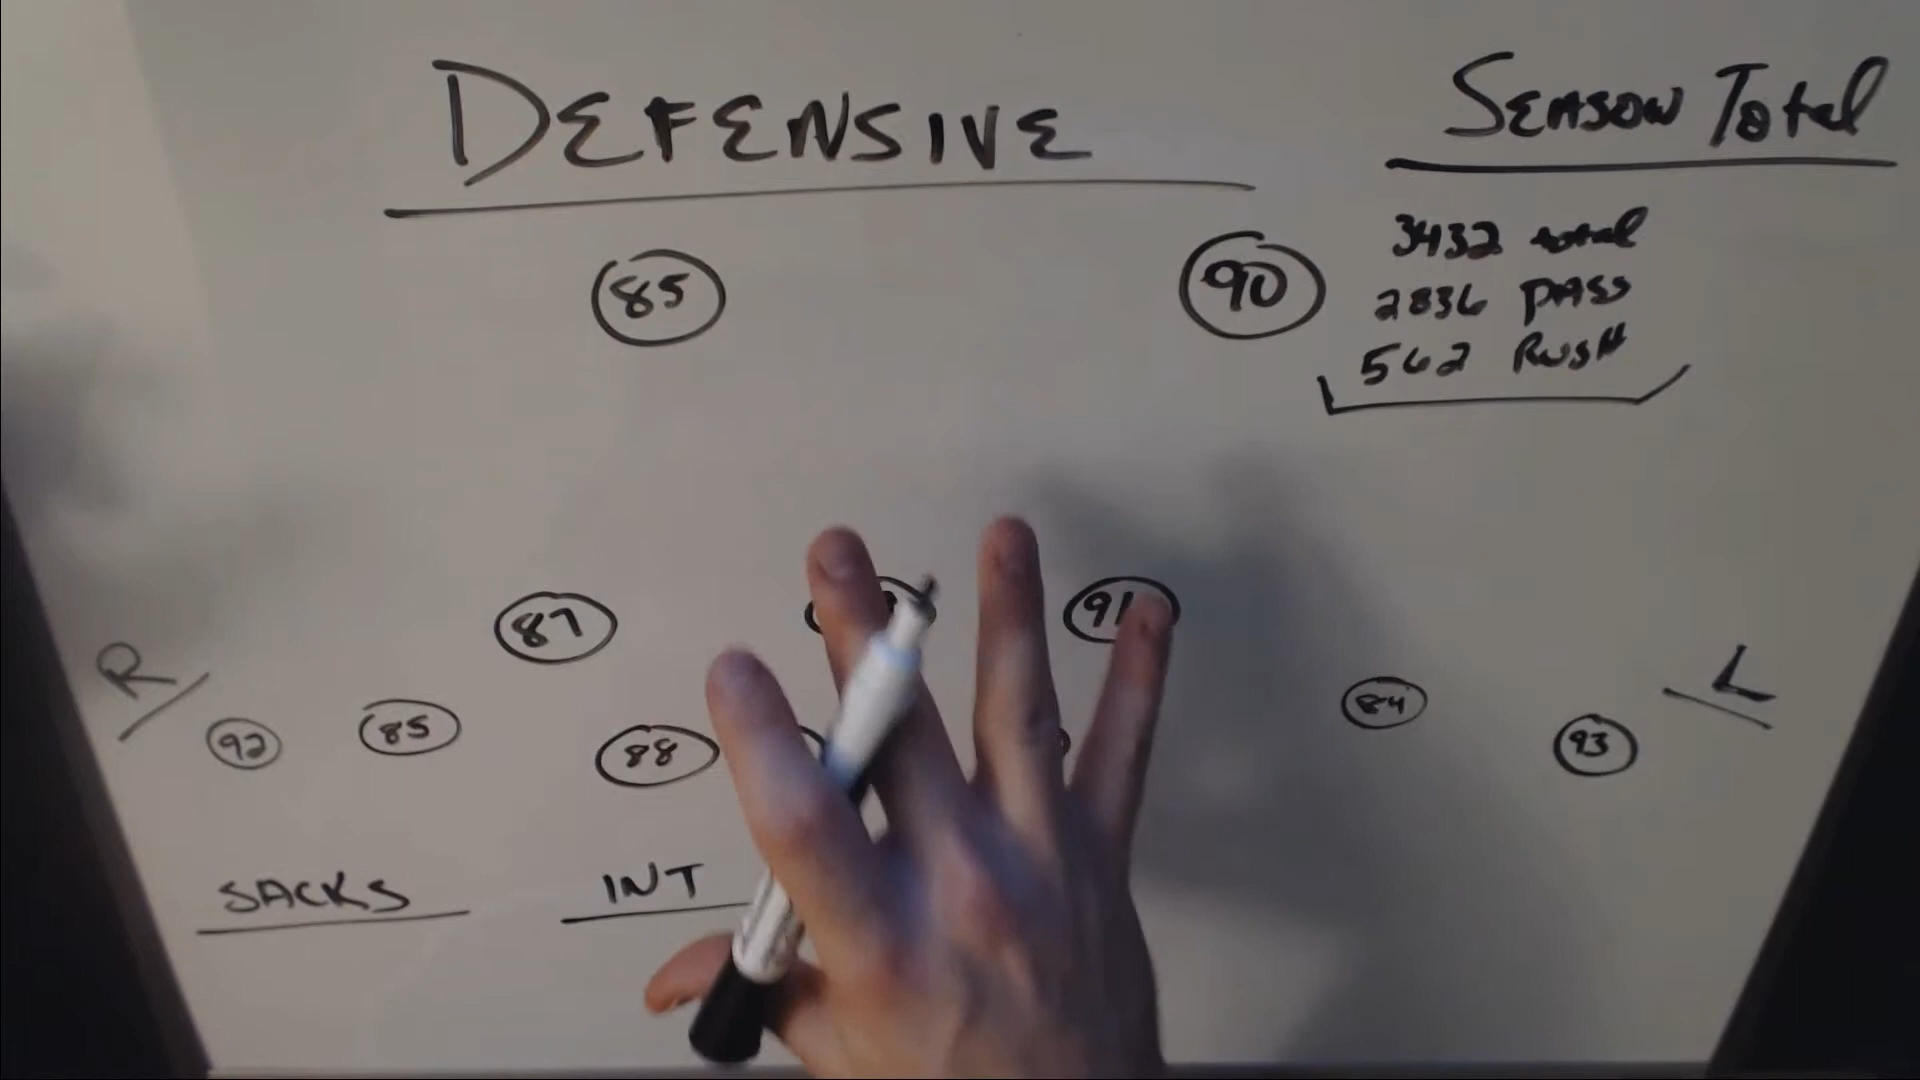 DEFENSIVE
SEASON Total
3432 total
2836 PASS
562 RUSH
85
90
87
91
R
92
85
88
84
93
L
SACKS
INT